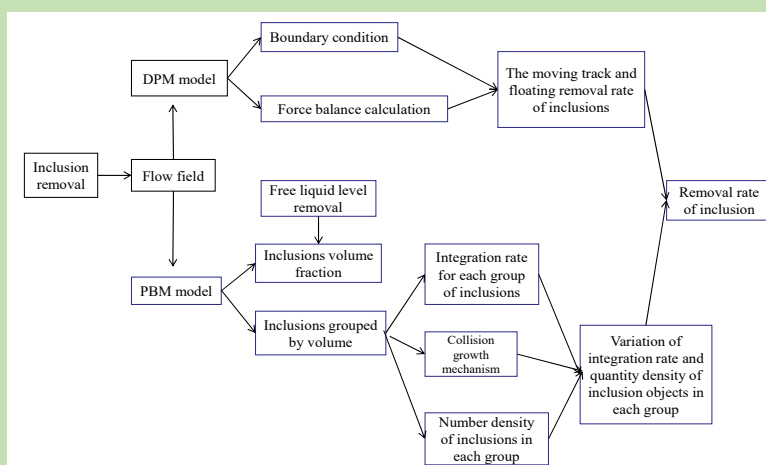 Boundary condition
DPM model
Force balance calculation
The moving track and
floating removal rate
of inclusions
Inclusion
removal
Flow field
Free liquid level
removal
Removal rate
of inclusion
Inclusions volume
fraction
Integration rate
for each group
of inclusions
PBM model
Inclusions grouped
by volume
Collision
growth
mechanism
Variation of
integration rate and
quantity density of
inclusion objects in
each group
Number density
of inclusions in
each group